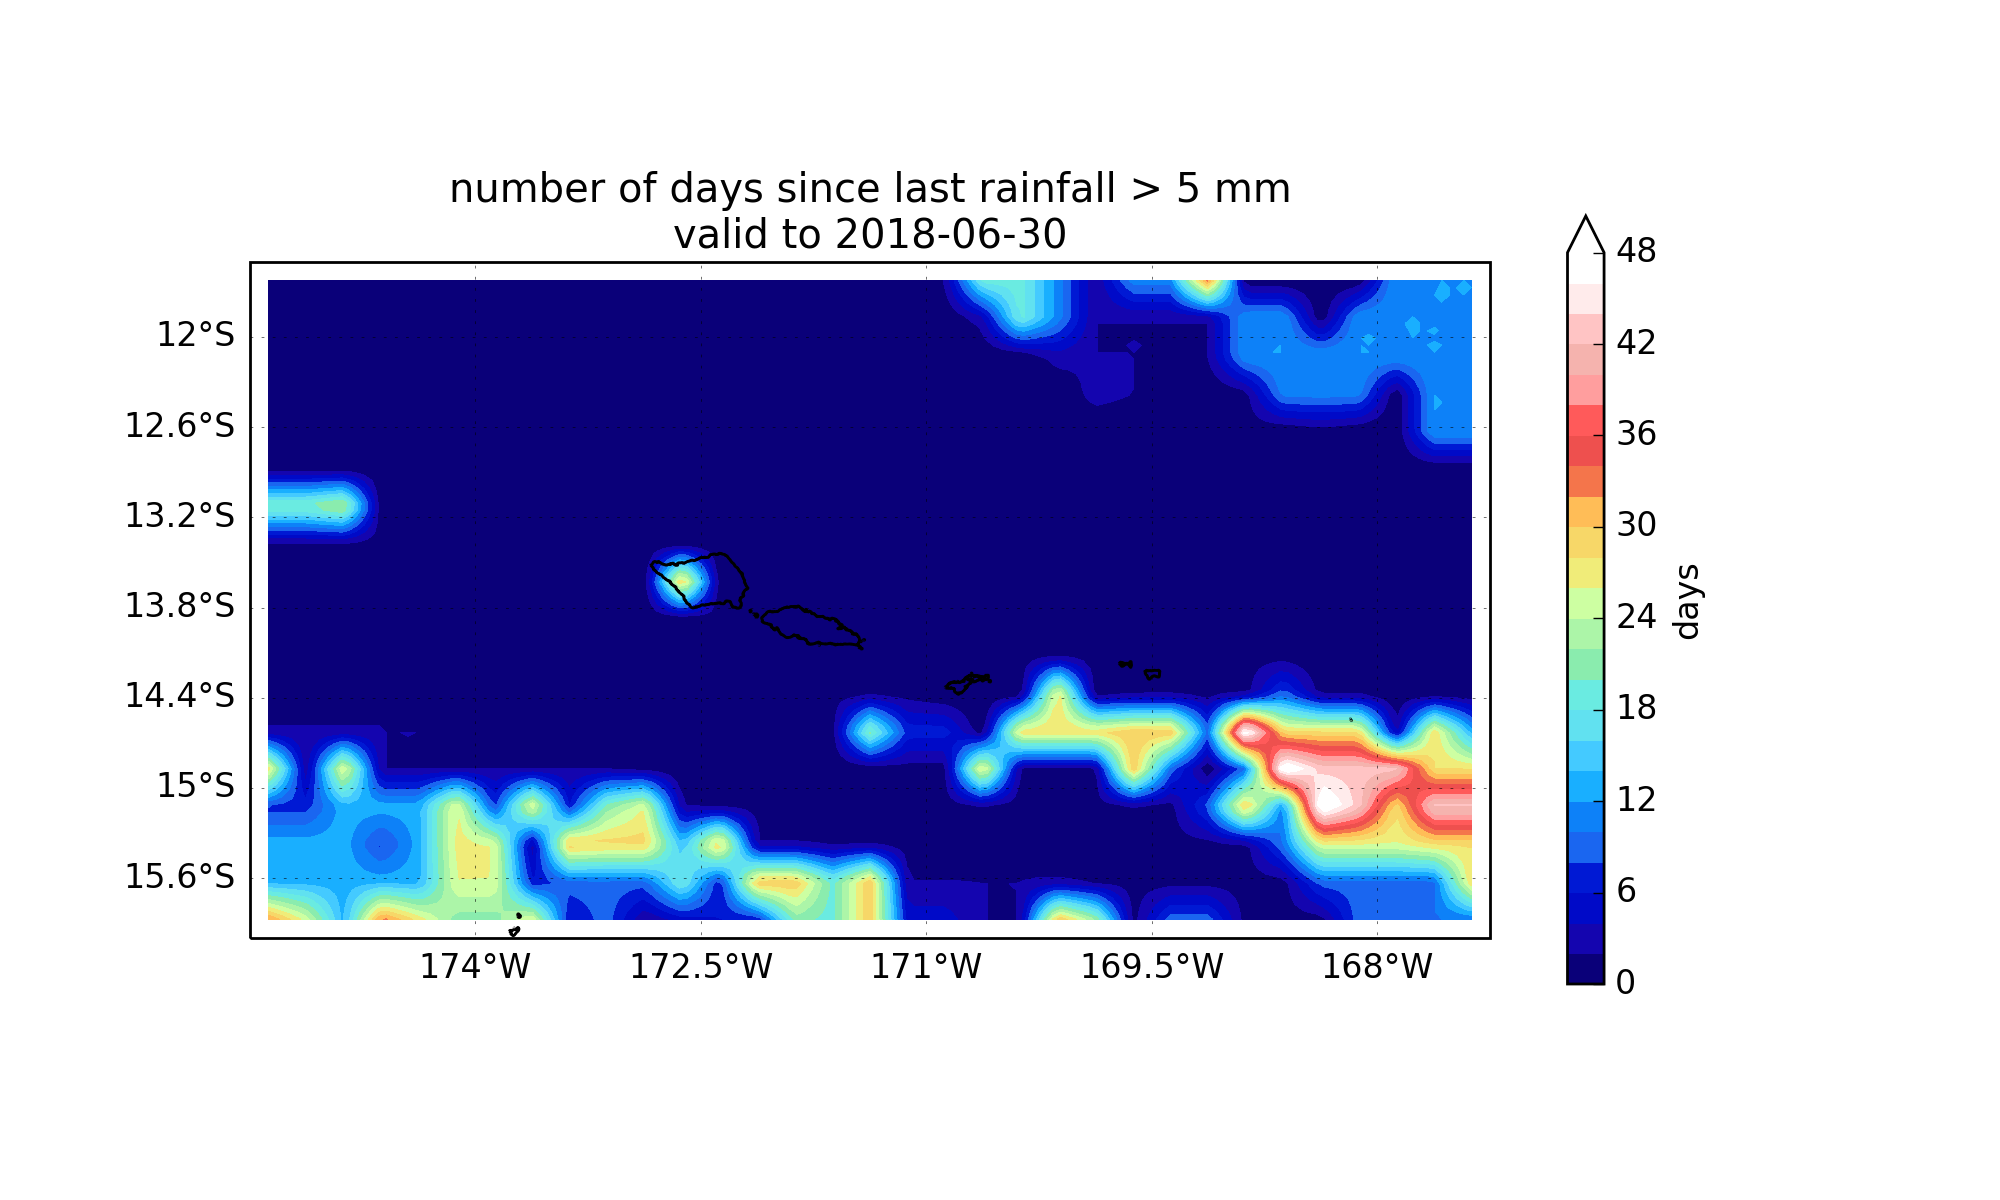 number of days since last rainfall > 5 mm
valid to 2018-06-30
12°S
12.6°S
13.2°S
13.8°S
14.4°S
15°S
15.6°S
174°W
172.5°W
171°W
169.5°W
168°W
48
42
36
30
24
18
12
6
0
days